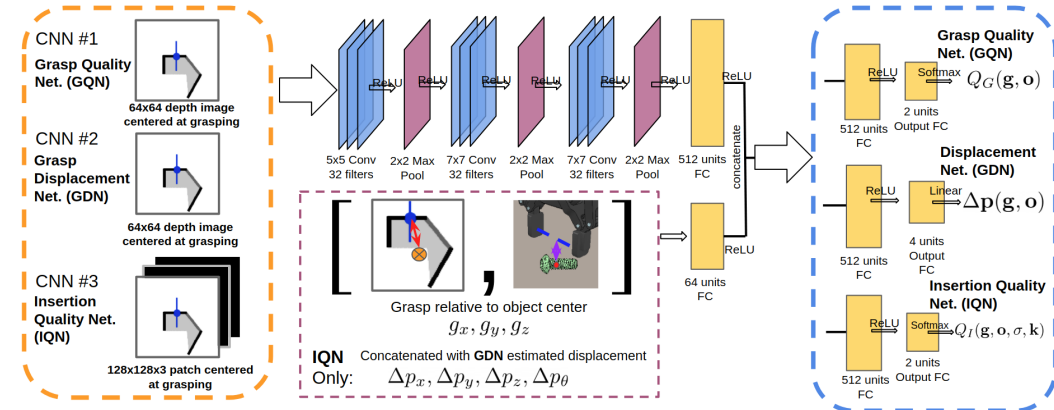 CNN #1
Grasp Quality
Net. (GQN)
64x64 depth image
centered at grasping
CNN #2
Grasp
Displacement
Net. (GDN)
64x64 depth image
centered at grasping
CNN #3
Insertion
Quality Net.
(IQN)
128x128x3 patch centered
at grasping
ReLU
ReLU
ReLU
ReLU
ReLU
ReLU
ReLU
5x5 Conv
32 filters
2x2 Max
Pool
7x7 Conv
32 filters
2x2 Max
Pool
7x7 Conv
32 filters
2x2 Max
Pool
512 units
FC
concatenate
[ , ]
Grasp relative to object center
g_x, g_y, g_z
IQN Concatenated with GDN estimated displacement
Only: Δp_x, Δp_y, Δp_z, Δp_θ
64 units
FC
Grasp Quality
Net. (GQN)
ReLU
Softmax
Q_G(g, o)
512 units
FC
2 units
Output FC
Displacement
Net. (GDN)
ReLU
Linear
Δp(g, o)
512 units
FC
4 units
Output
FC
Insertion Quality
Net. (IQN)
ReLU
Softmax
Q_I(g, o, σ, k)
512 units
FC
2 units
Output FC